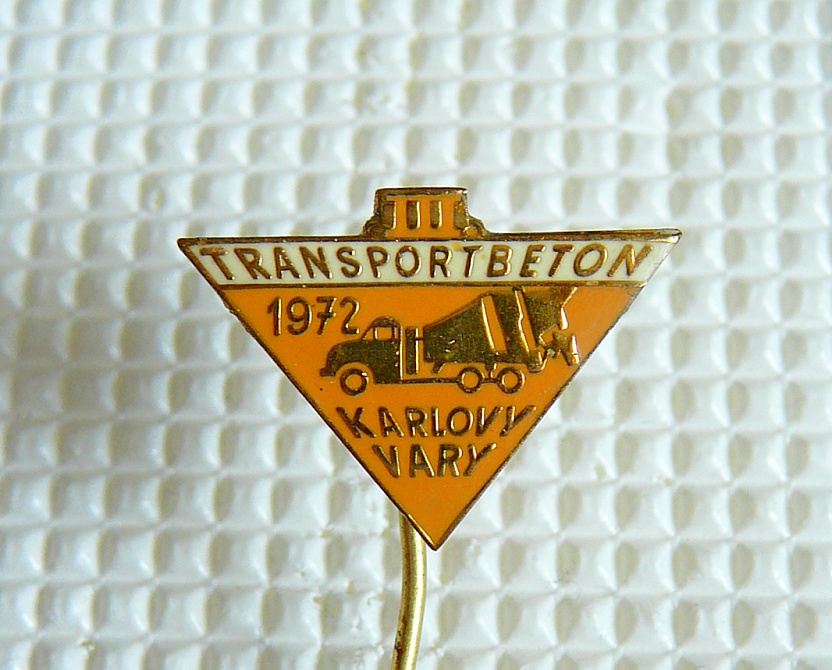 TRANSPORTBETON
1972
KARLOVY
VARY